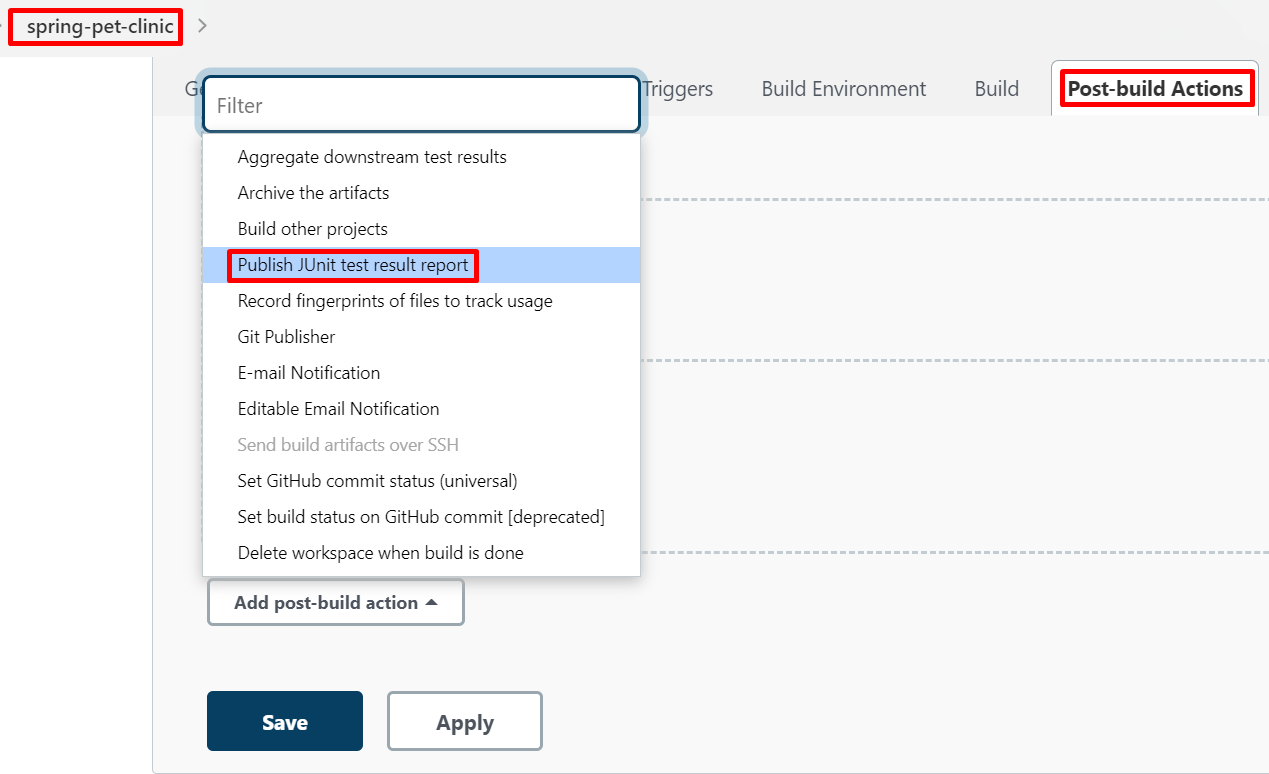 spring-pet-clinic
Ge
Filter
Triggers
Build Environment
Build
Post-build Actions
Aggregate downstream test results
Archive the artifacts
Build other projects
Publish JUnit test result report
Record fingerprints of files to track usage
Git Publisher
E-mail Notification
Editable Email Notification
Send build artifacts over SSH
Set GitHub commit status (universal)
Set build status on GitHub commit [deprecated]
Delete workspace when build is done
Add post-build action
Save
Apply